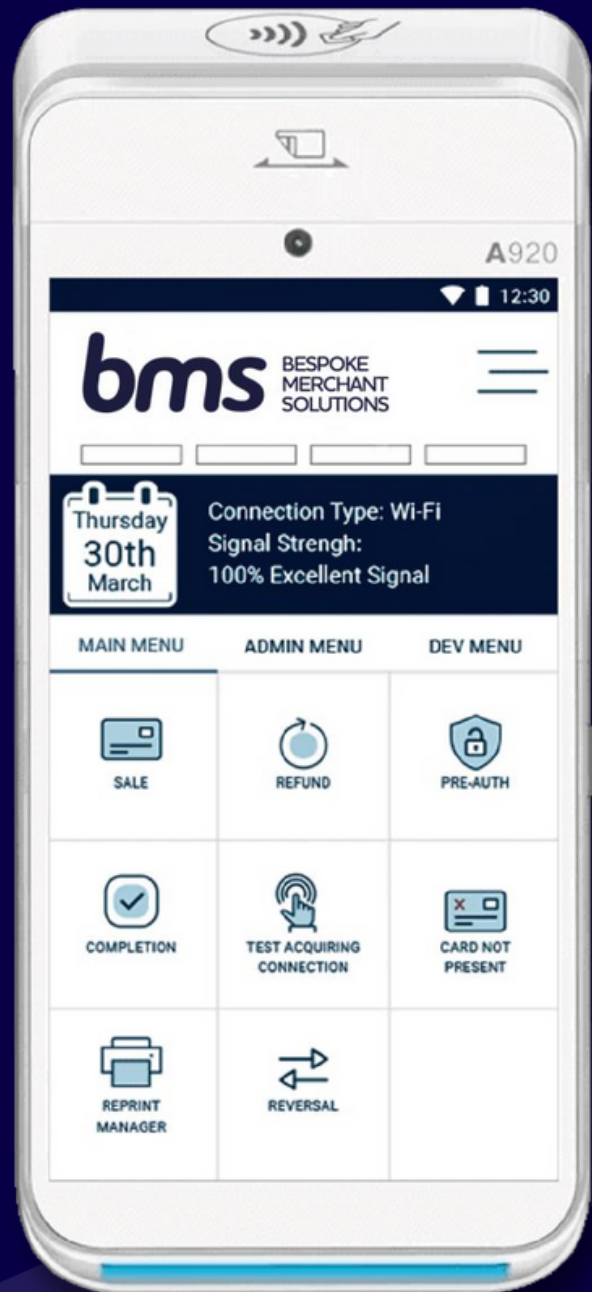 A920
12:30
bms
BESPOKE
MERCHANT
SOLUTIONS
Thursday
30th
March
Connection Type: Wi-Fi
Signal Strengh:
100% Excellent Signal
MAIN MENU
ADMIN MENU
DEV MENU
SALE
REFUND
PRE-AUTH
COMPLETION
TEST ACQUIRING
CONNECTION
CARD NOT
PRESENT
REPRINT
MANAGER
REVERSAL